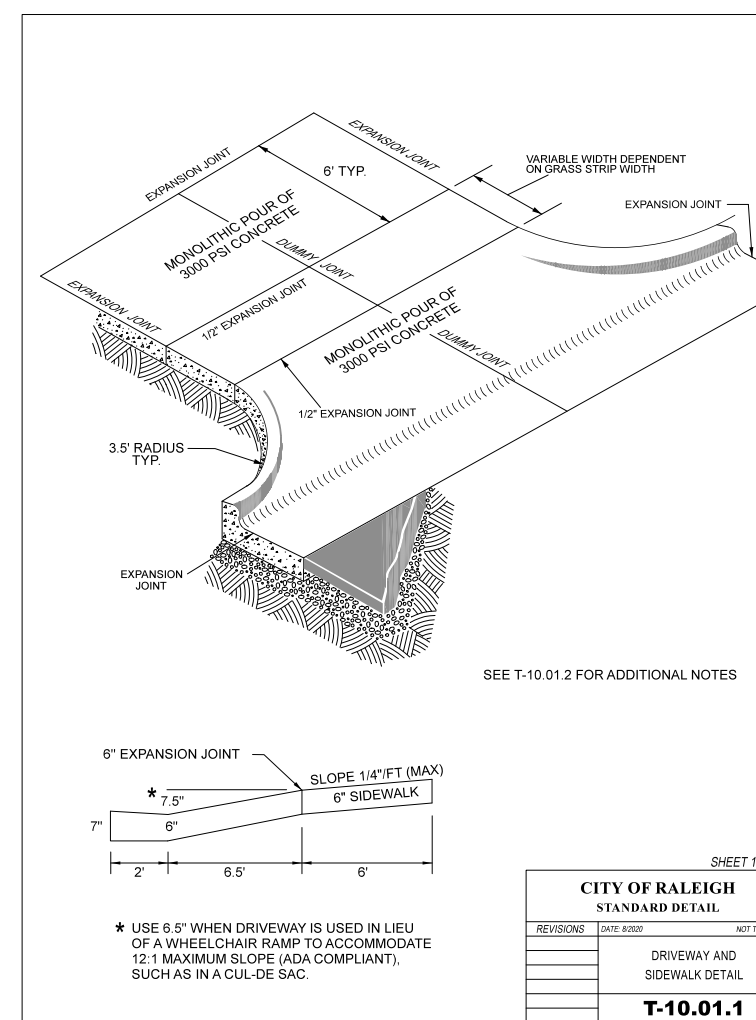 EXPANSION JOINT
EXPANSION JOINT
6' TYP.
VARIABLE WIDTH DEPENDENT
ON GRASS STRIP WIDTH
EXPANSION JOINT
MONOLITHIC POUR OF
3000 PSI CONCRETE
DUMMY JOINT
EXPANSION JOINT
1/2" EXPANSION JOINT
MONOLITHIC POUR OF
3000 PSI CONCRETE
DUMMY JOINT
1/2" EXPANSION JOINT
3.5' RADIUS
TYP.
EXPANSION
JOINT
SEE T-10.01.2 FOR ADDITIONAL NOTES
6" EXPANSION JOINT
SLOPE 1/4"/FT (MAX)
* 7.5"
6" SIDEWALK
7"
6"
2'
6.5'
6'
* USE 6.5" WHEN DRIVEWAY IS USED IN LIEU
OF A WHEELCHAIR RAMP TO ACCOMMODATE
12:1 MAXIMUM SLOPE (ADA COMPLIANT),
SUCH AS IN A CUL-DE SAC.
SHEET 1
CITY OF RALEIGH
STANDARD DETAIL
REVISIONS
DATE: 8/2020
NOT
DRIVEWAY AND
SIDEWALK DETAIL
T-10.01.1